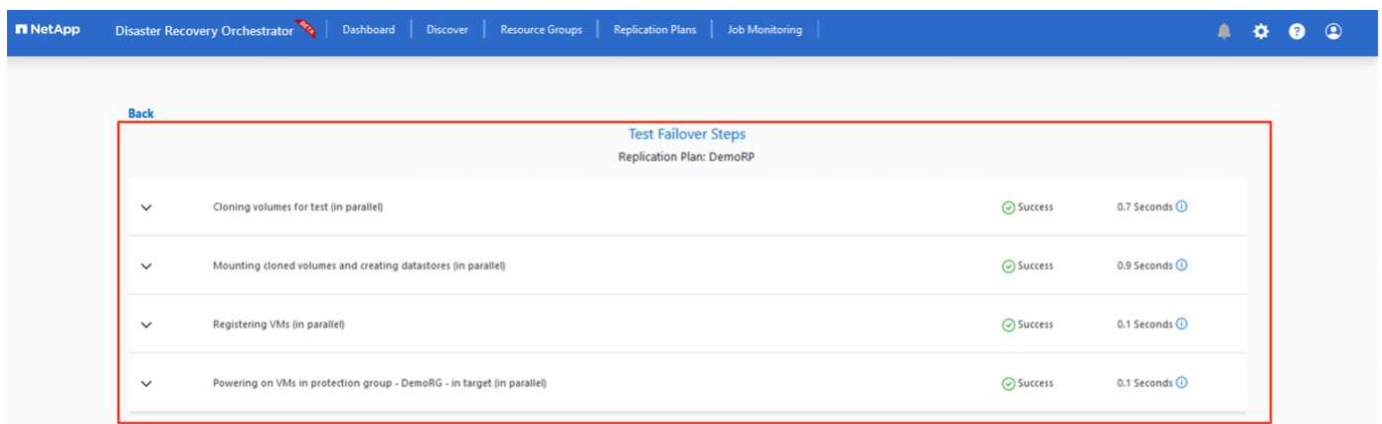 NetApp Disaster Recovery Orchestrator Dashboard Discover Resource Groups Replication Plans Job Monitoring
Back
Test Failover Steps
Replication Plan: DemoRP
Cloning volumes for test (in parallel) Success 0.7 Seconds
Mounting cloned volumes and creating datastores (in parallel) Success 0.9 Seconds
Registering VMs (in parallel) Success 0.1 Seconds
Powering on VMs in protection group - DemoRG - in target (in parallel) Success 0.1 Seconds